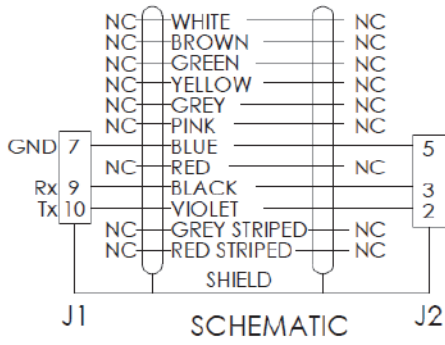 NC WHITE NC
NC BROWN NC
NC GREEN NC
NC YELLOW NC
NC GREY NC
NC PINK NC
GND 7 BLUE 5
NC RED NC
Rx 9 BLACK 3
Tx 10 VIOLET 2
NC GREY STRIPED NC
NC RED STRIPED NC
SHIELD
J1 SCHEMATIC J2